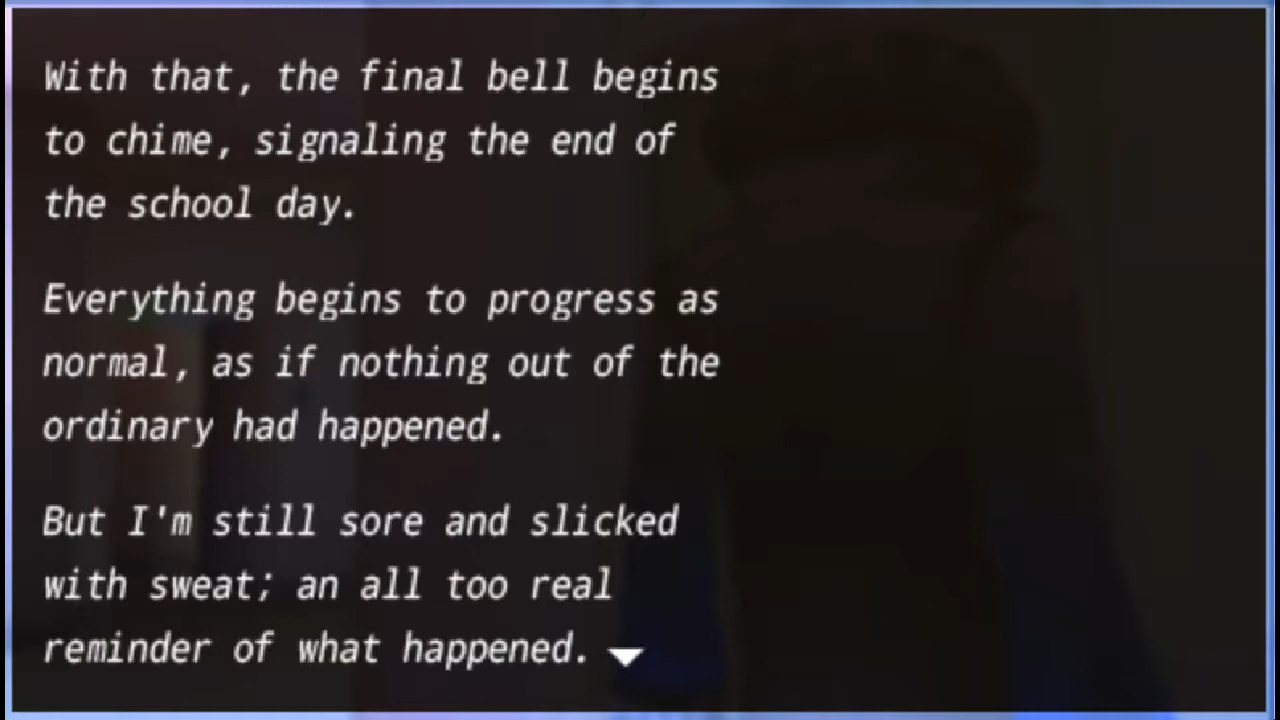 With that, the final bell begins
to chime, signaling the end of
the school day.
Everything begins to progress as
normal, as if nothing out of the
ordinary had happened.
But I'm still sore and slicked
with sweat; an all too real
reminder of what happened.